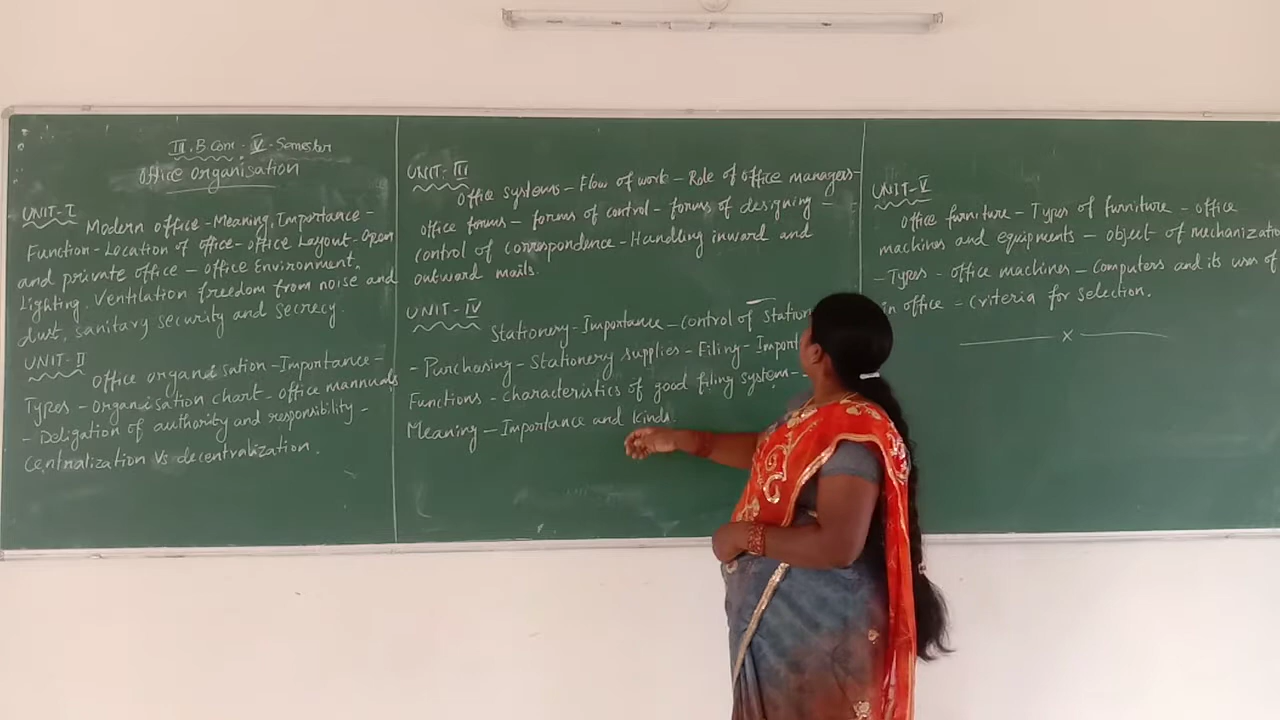 III. B Com - V - Semester
Office Organisation
UNIT-I
Modern office - Meaning, Importance -
Function - Location of office - office Layout - Open
and private office - office Environment,
Lighting, Ventilation freedom from noise and
dust, sanitary security and secrecy.
UNIT-II
Office organisation - Importance -
Types - Organisation chart - office mannuals
- Deligation of authority and responsibility -
Centralization Vs decentralization.
UNIT-III
Office systems - Flow of work - Role of office managers -
office forms - forms of control - forms of designing -
control of correspondence - Handling inward and
outward mails.
UNIT-IV
Stationery - Importance - control of
- Purchasing - Stationery supplies - Filing -
Functions - characteristics of good filing system -
Meaning - Importance and kinds.
UNIT-V
Office furniture - Types of furniture - office
machines and equipments - object of
- Types - office machines - Computers and its uses of
in office - Criteria for selection.
x